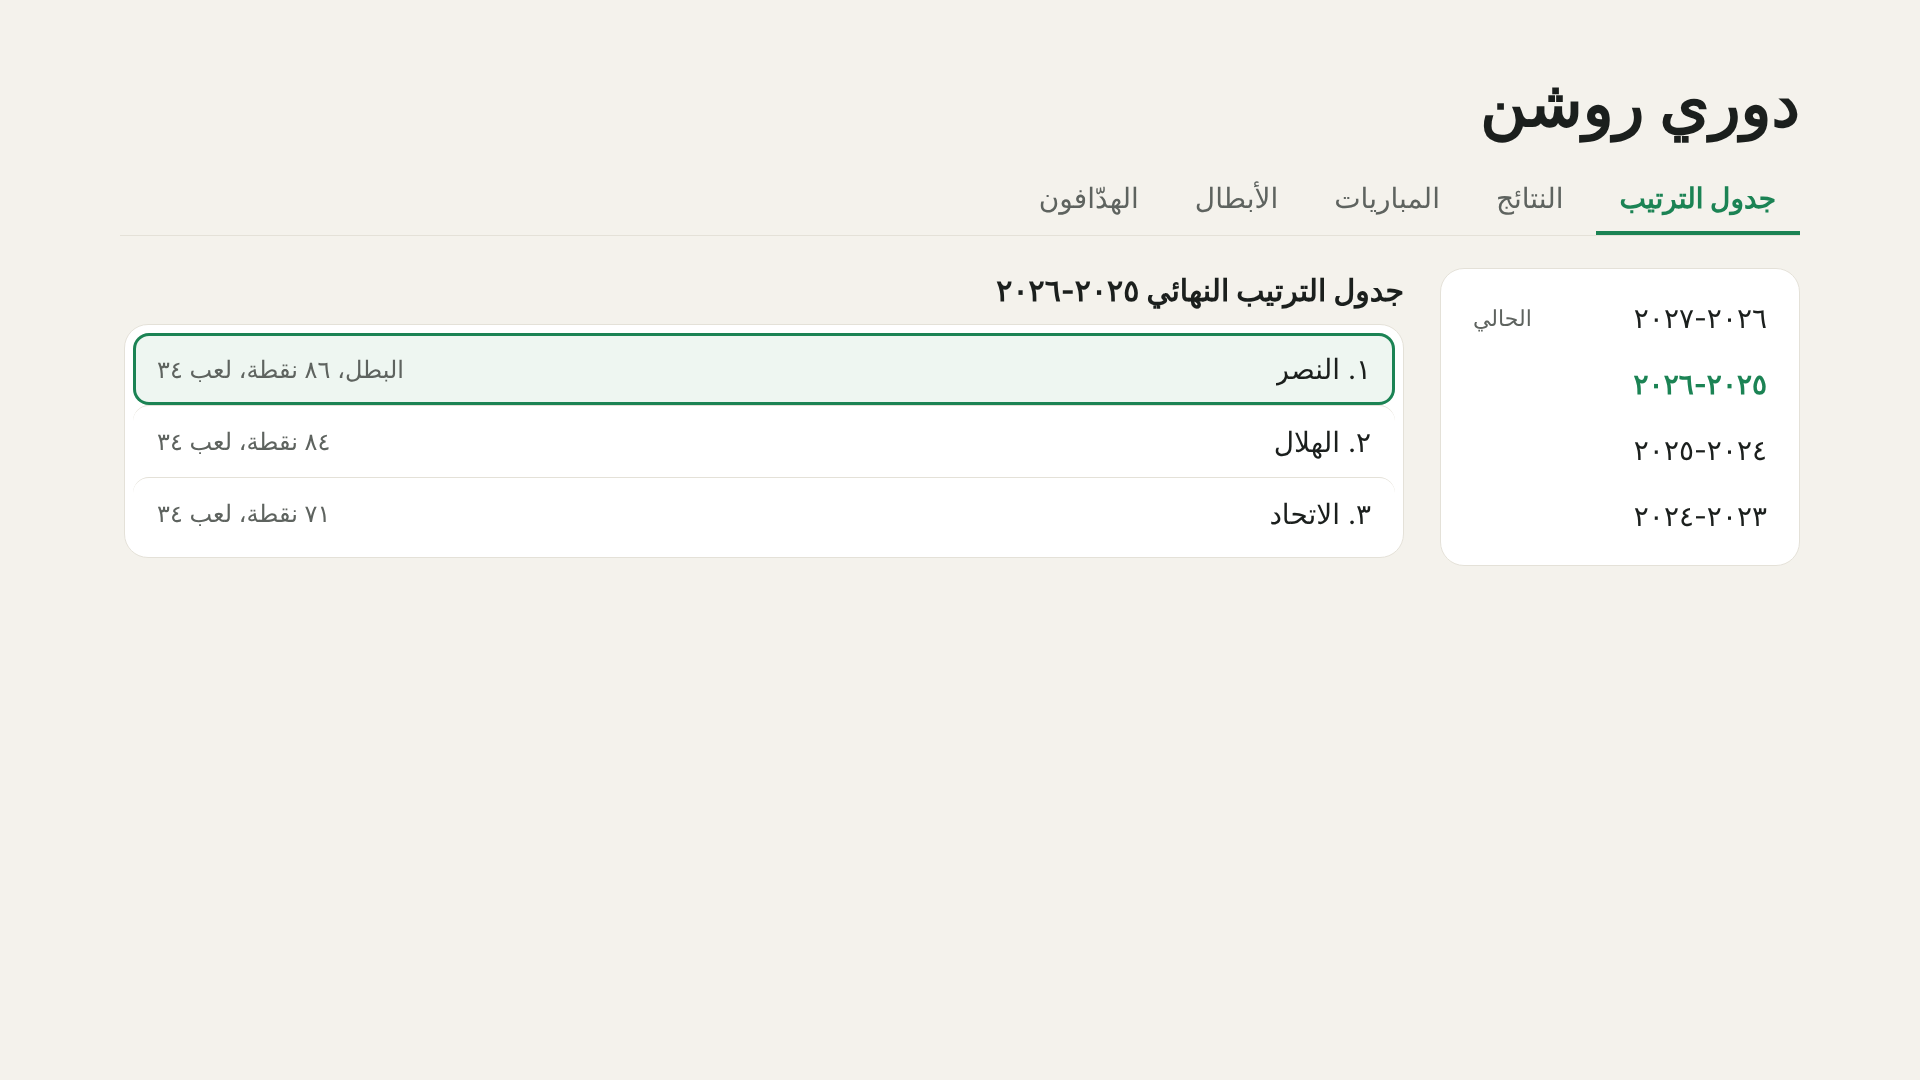 دوري روشن
جدول الترتيب
النتائج
المباريات
الأبطال
الهدّافون
٢٠٢٦-٢٠٢٧ الحالي
٢٠٢٥-٢٠٢٦
٢٠٢٤-٢٠٢٥
٢٠٢٣-٢٠٢٤
جدول الترتيب النهائي ٢٠٢٥-٢٠٢٦
١. النصر البطل، ٨٦ نقطة، لعب ٣٤
٢. الهلال ٨٤ نقطة، لعب ٣٤
٣. الاتحاد ٧١ نقطة، لعب ٣٤